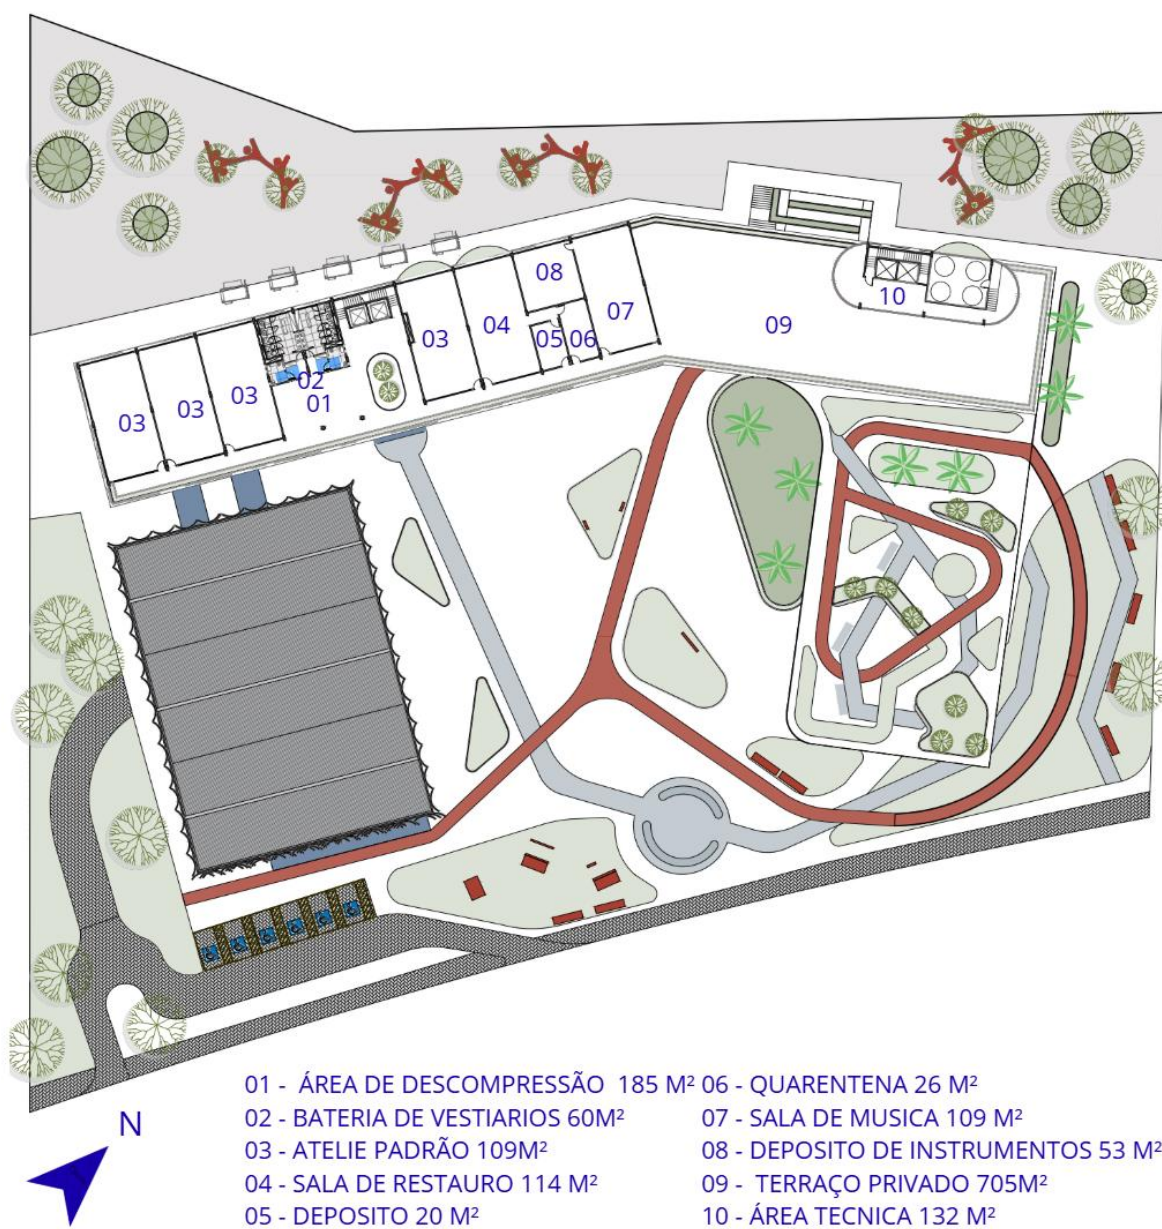 08
07
10
04
09
03
05 06
02
03
01
03
03
N
01 - ÁREA DE DESCOMPRESSÃO 185 M²
02 - BATERIA DE VESTIARIOS 60M²
03 - ATELIE PADRÃO 109M²
04 - SALA DE RESTAURO 114 M²
05 - DEPOSITO 20 M²
06 - QUARENTENA 26 M²
07 - SALA DE MUSICA 109 M²
08 - DEPOSITO DE INSTRUMENTOS 53 M²
09 - TERRAÇO PRIVADO 705M²
10 - ÁREA TECNICA 132 M²